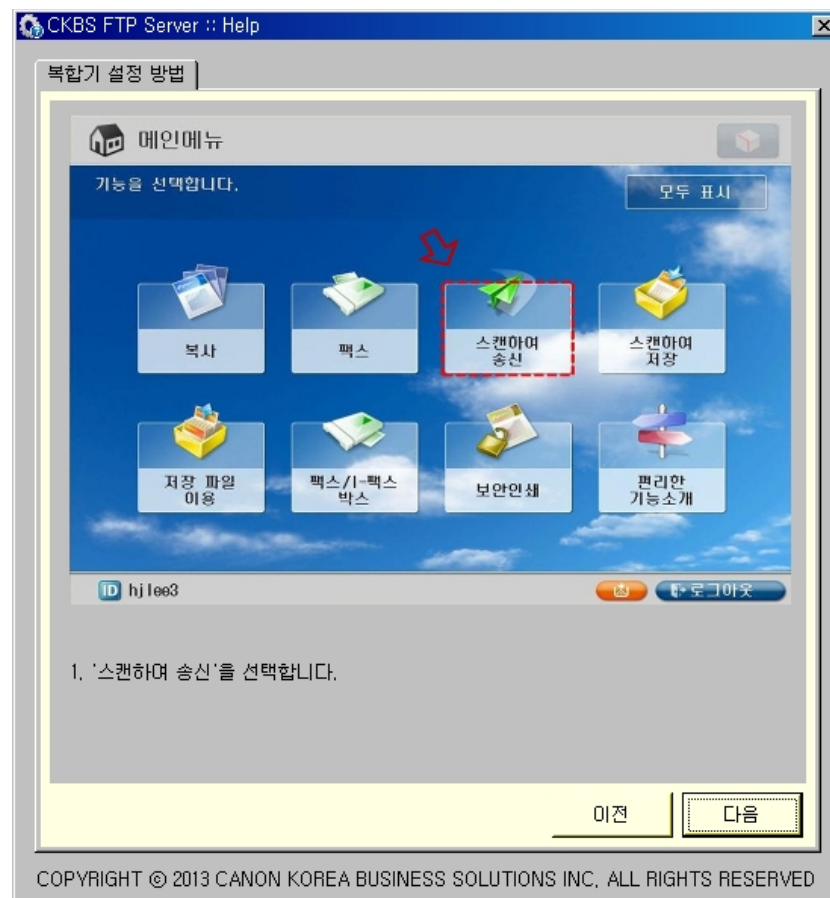 CKBS FTP Server :: Help
복합기 설정 방법
메인메뉴
기능을 선택합니다.
모두 표시
복사
팩스
스캔하여
송신
스캔하여
저장
저장 파일
이용
팩스/I-팩스
박스
보안인쇄
편리한
기능소개
ID hjlee3
로그아웃
1. '스캔하여 송신'을 선택합니다.
이전
다음
COPYRIGHT © 2013 CANON KOREA BUSINESS SOLUTIONS INC, ALL RIGHTS RESERVED